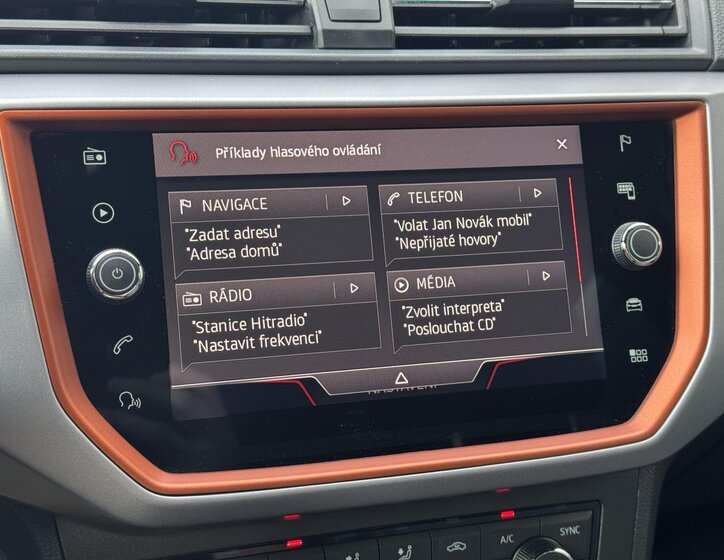 Příklady hlasového ovládání
NAVIGACE
"Zadat adresu"
"Adresa domů"
TELEFON
"Volat Jan Novák mobil"
"Nepřijaté hovory"
RÁDIO
"Stanice Hitradio"
"Nastavit frekvenci"
MÉDIA
"Zvolit interpreta"
"Poslouchat CD"
A/C
SYNC